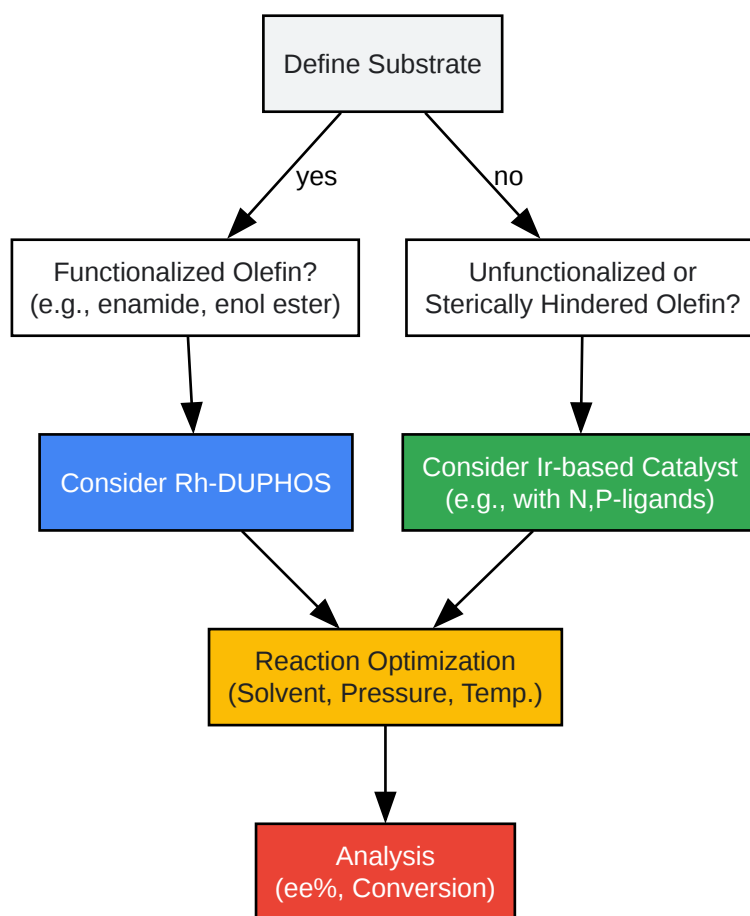 Define Substrate
yes
no
Functionalized Olefin?
(e.g., enamide, enol ester)
Unfunctionalized or
Sterically Hindered Olefin?
Consider Rh-DUPHOS
Consider Ir-based Catalyst
(e.g., with N,P-ligands)
Reaction Optimization
(Solvent, Pressure, Temp.)
Analysis
(ee%, Conversion)